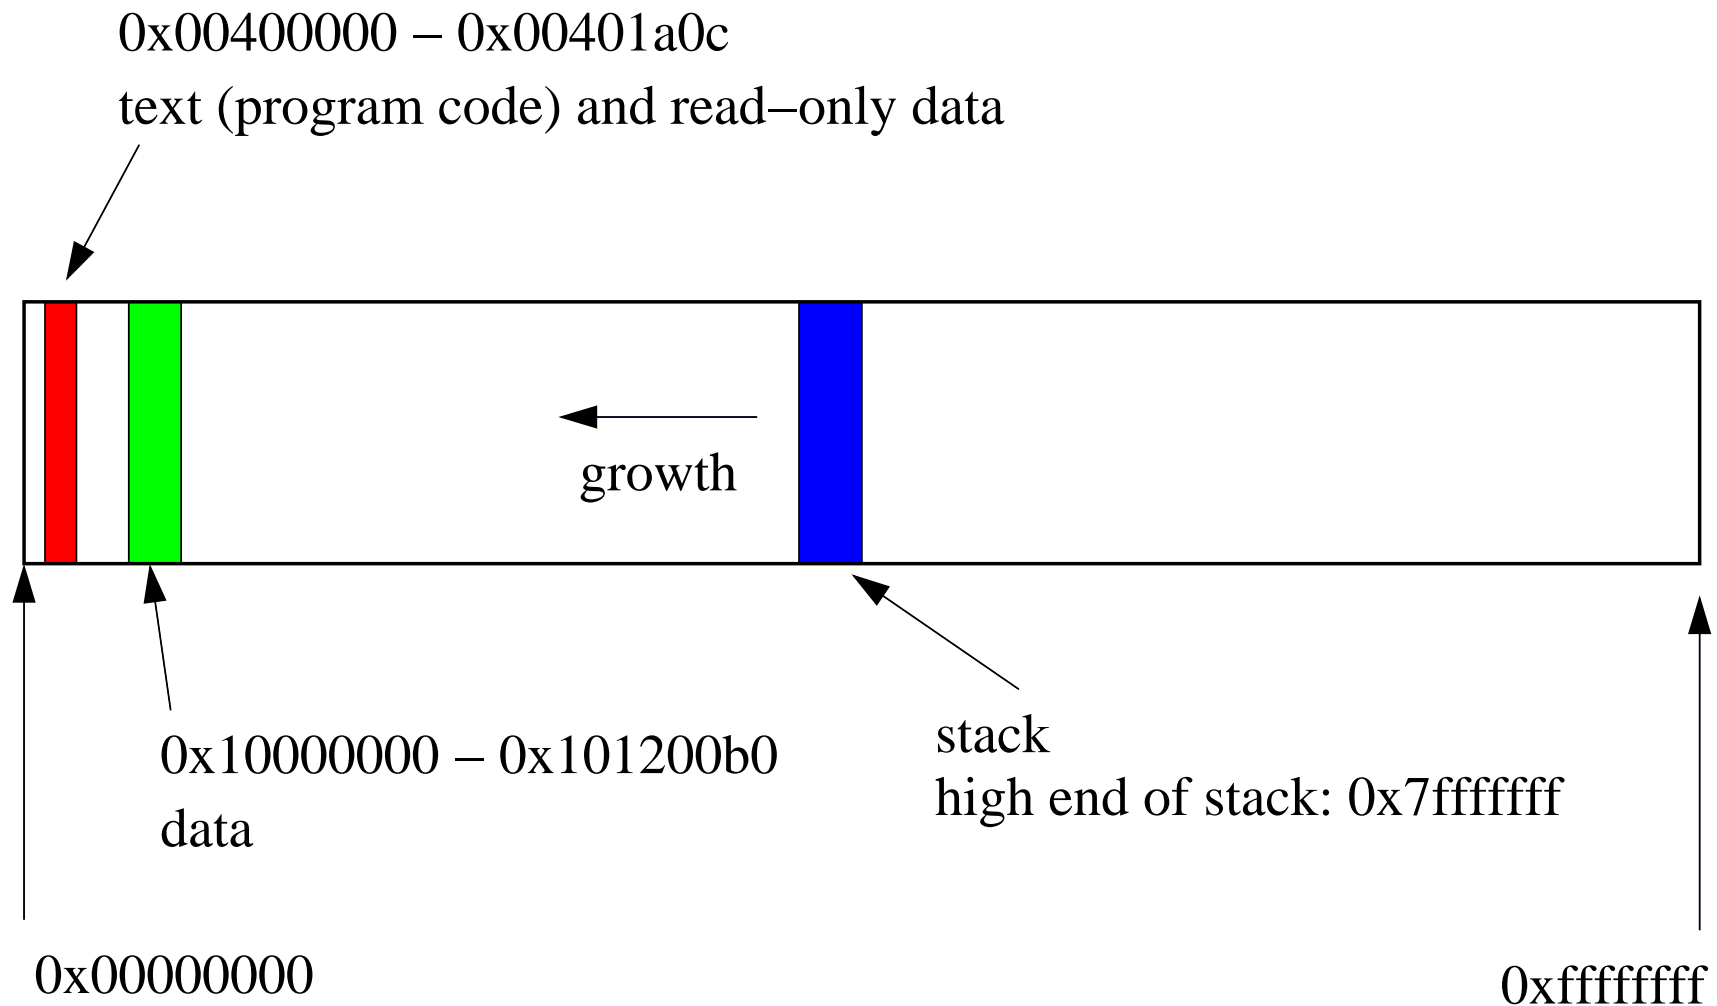 0x00400000 – 0x00401a0c
text (program code) and read–only data
growth
0x10000000 – 0x101200b0
data
stack
high end of stack: 0x7fffffff
0x00000000
0xffffffff